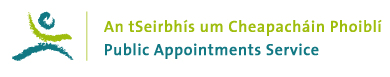 An tSeirbhís um Cheapacháin Phoiblí
Public Appointments Service